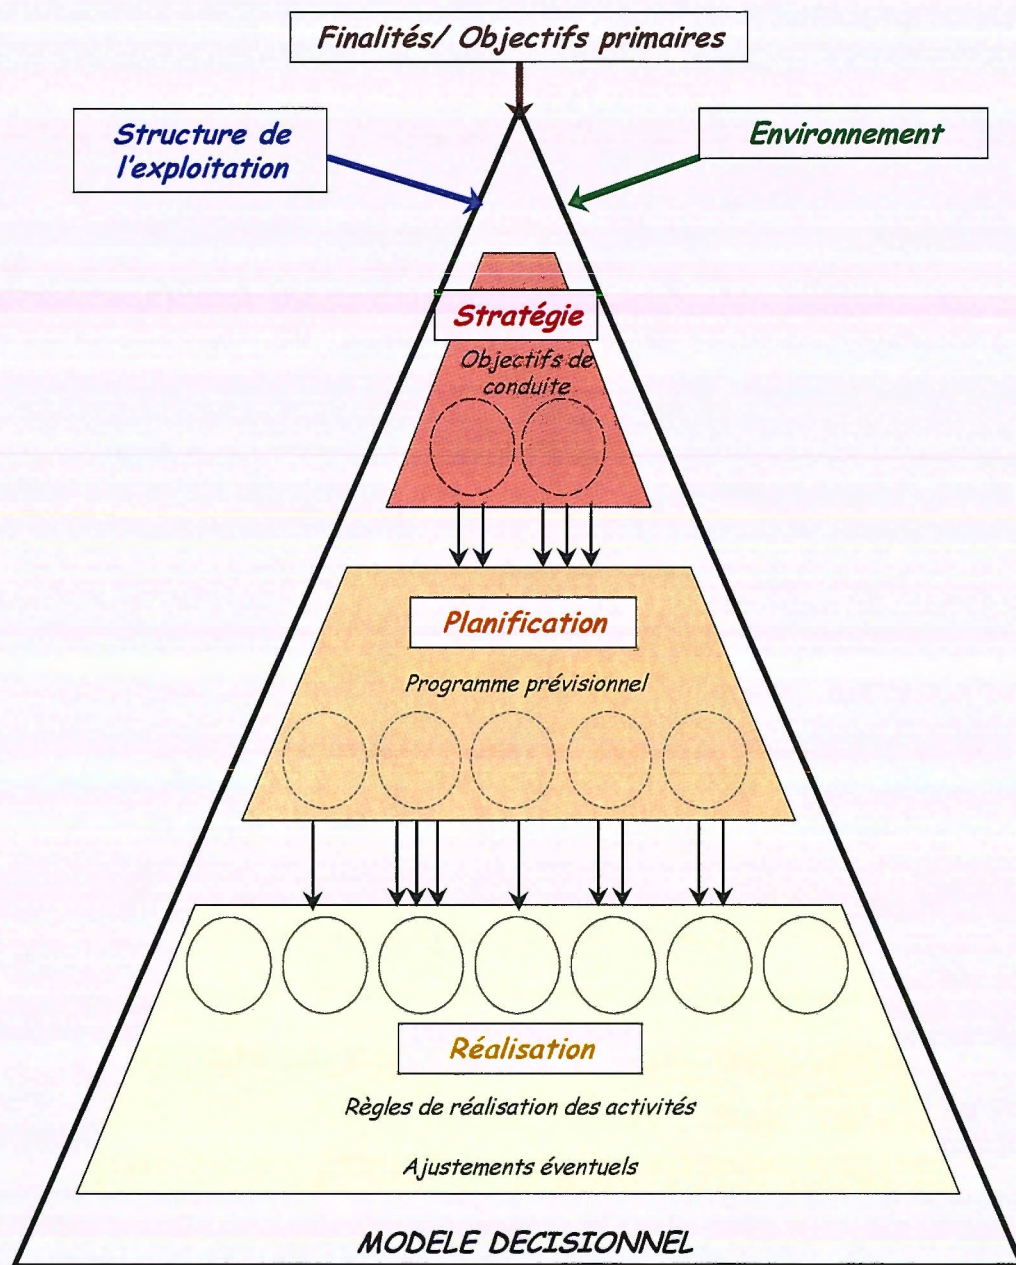 Finalités/ Objectifs primaires
Structure de
l'exploitation
Environnement
Stratégie
Objectifs de
conduite
Planification
Programme prévisionnel
Réalisation
Règles de réalisation des activités
Ajustements éventuels
MODELE DECISIONNEL